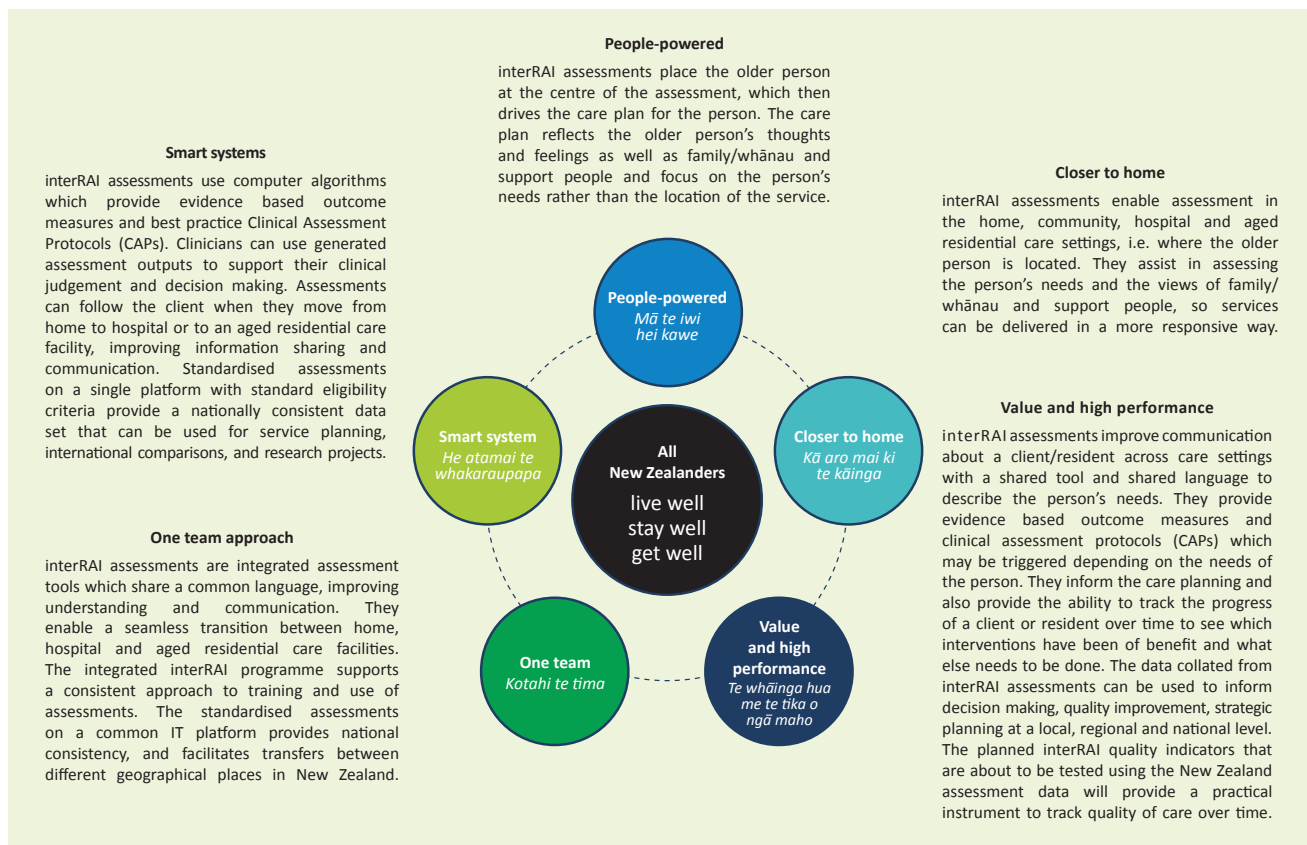 People-powered
interRAI assessments place the older person
at the centre of the assessment, which then
drives the care plan for the person. The care
plan reflects the older person's thoughts
and feelings as well as family/whānau and
support people and focus on the person's
needs rather than the location of the service.
Smart systems
interRAI assessments use computer algorithms
which provide evidence based outcome
measures and best practice Clinical Assessment
Protocols (CAPs). Clinicians can use generated
assessment outputs to support their clinical
judgement and decision making. Assessments
can follow the client when they move from
home to hospital or to an aged residential care
facility, improving information sharing and
communication. Standardised assessments
on a single platform with standard eligibility
criteria provide a nationally consistent data
set that can be used for service planning,
international comparisons, and research projects.
Closer to home
interRAI assessments enable assessment in
the home, community, hospital and aged
residential care settings, i.e. where the older
person is located. They assist in assessing
the person's needs and the views of family/
whānau and support people, so services
can be delivered in a more responsive way.
People-powered
Mā te iwi
hei kawe
Smart system
He atamai te
whakaraupapa
All
New Zealanders
live well
stay well
get well
Closer to home
Kā aro mai ki
te kāinga
One team
Kotahi te tima
Value
and high
performance
Te whāinga hua
me te tika o
ngā maho
One team approach
interRAI assessments are integrated assessment
tools which share a common language, improving
understanding and communication. They
enable a seamless transition between home,
hospital and aged residential care facilities.
The integrated interRAI programme supports
a consistent approach to training and use of
assessments. The standardised assessments
on a common IT platform provides national
consistency, and facilitates transfers between
different geographical places in New Zealand.
Value and high performance
interRAI assessments improve communication
about a client/resident across care settings
with a shared tool and shared language to
describe the person's needs. They provide
evidence based outcome measures and
clinical assessment protocols (CAPs) which
may be triggered depending on the needs of
the person. They inform the care planning and
also provide the ability to track the progress
of a client or resident over time to see which
interventions have been of benefit and what
else needs to be done. The data collated from
interRAI assessments can be used to inform
decision making, quality improvement, strategic
planning at a local, regional and national level.
The planned interRAI quality indicators that
are about to be tested using the New Zealand
assessment data will provide a practical
instrument to track quality of care over time.